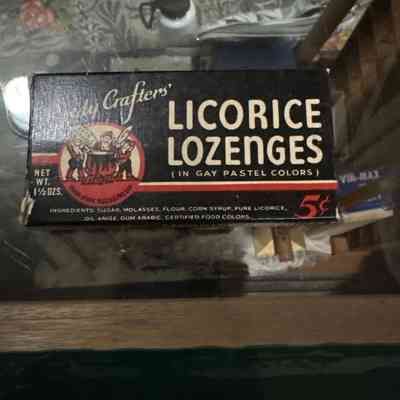 Crafters'
LICORICE
LOZENGES
(IN GAY PASTEL COLORS)
NET
WT.
1½ OZS.
5¢
INGREDIENTS: SUGAR, MOLASSES, FLOUR, CORN SYRUP, PURE LICORICE,
OIL ANISE, GUM ARABIC, CERTIFIED FOOD COLORS